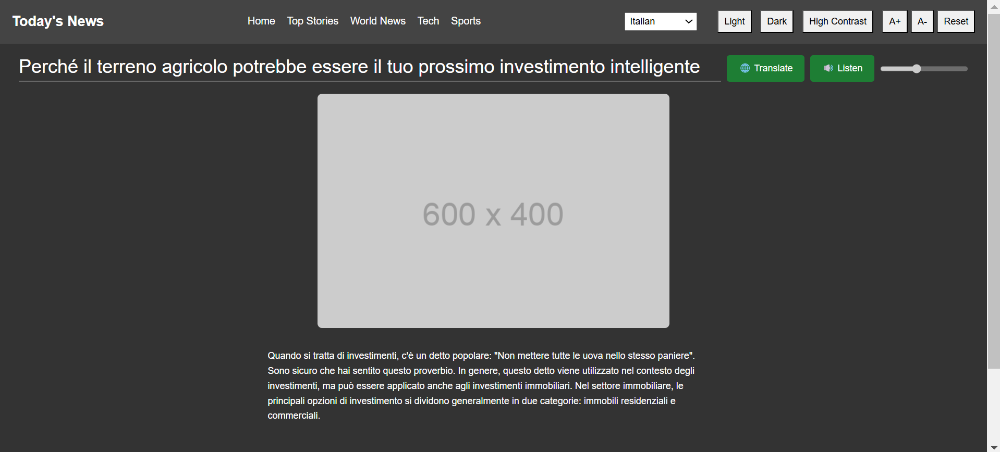 Today's News
Home Top Stories World News Tech Sports
Italian
Light Dark High Contrast A+ A- Reset
Perché il terreno agricolo potrebbe essere il tuo prossimo investimento intelligente
Translate Listen
600 x 400
Quando si tratta di investimenti, c'è un detto popolare: "Non mettere tutte le uova nello stesso paniere".
Sono sicuro che hai sentito questo proverbio. In genere, questo detto viene utilizzato nel contesto degli
investimenti, ma può essere applicato anche agli investimenti immobiliari. Nel settore immobiliare, le
principali opzioni di investimento si dividono generalmente in due categorie: immobili residenziali e
commerciali.